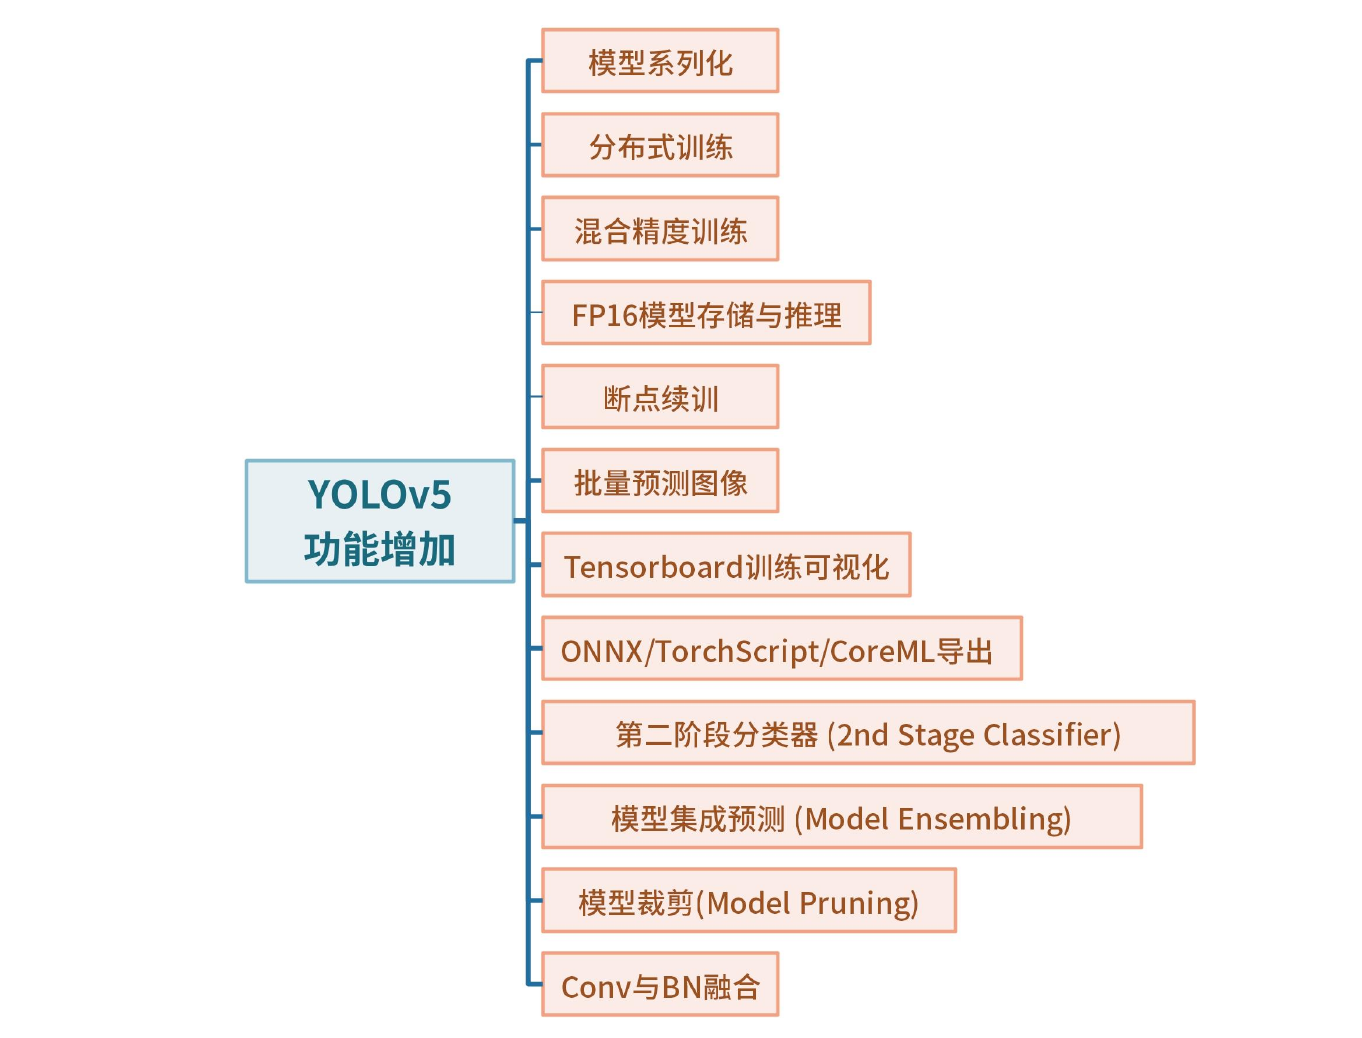 YOLOv5
功能增加
模型系列化
分布式训练
混合精度训练
FP16模型存储与推理
断点续训
批量预测图像
Tensorboard训练可视化
ONNX/TorchScript/CoreML导出
第二阶段分类器 (2nd Stage Classifier)
模型集成预测 (Model Ensembling)
模型裁剪(Model Pruning)
Conv与BN融合